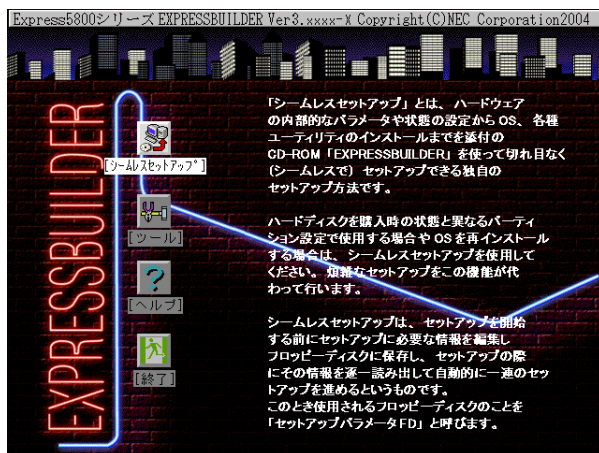 Express5800シリーズ EXPRESSBUILDER Ver3.xxxx-X Copyright(C)NEC Corporation2004
EXPRESSBUILDER
[シームレスセットアップ]
[ツール]
[ヘルプ]
[終了]
「シームレスセットアップ」とは、ハードウェア
の内部的なパラメータや状態の設定から OS、各種
ユーティリティのインストールまでを添付の
CD-ROM「EXPRESSBUILDER」を使って切れ目なく
(シームレスで) セットアップできる独自の
セットアップ方法です。
ハードディスクを購入時の状態と異なるパーティ
ション設定で使用する場合や OS を再インストール
する場合は、シームレスセットアップを使用して
ください。煩雑なセットアップをこの機能が代
わって行います。
シームレスセットアップは、セットアップを開始
する前にセットアップに必要な情報を編集し
フロッピーディスクに保存し、セットアップの際
にその情報を逐一読み出して自動的に一連のセッ
トアップを進めるというものです。
このとき使用されるフロッピーディスクのことを
「セットアップパラメータFD」と呼びます。